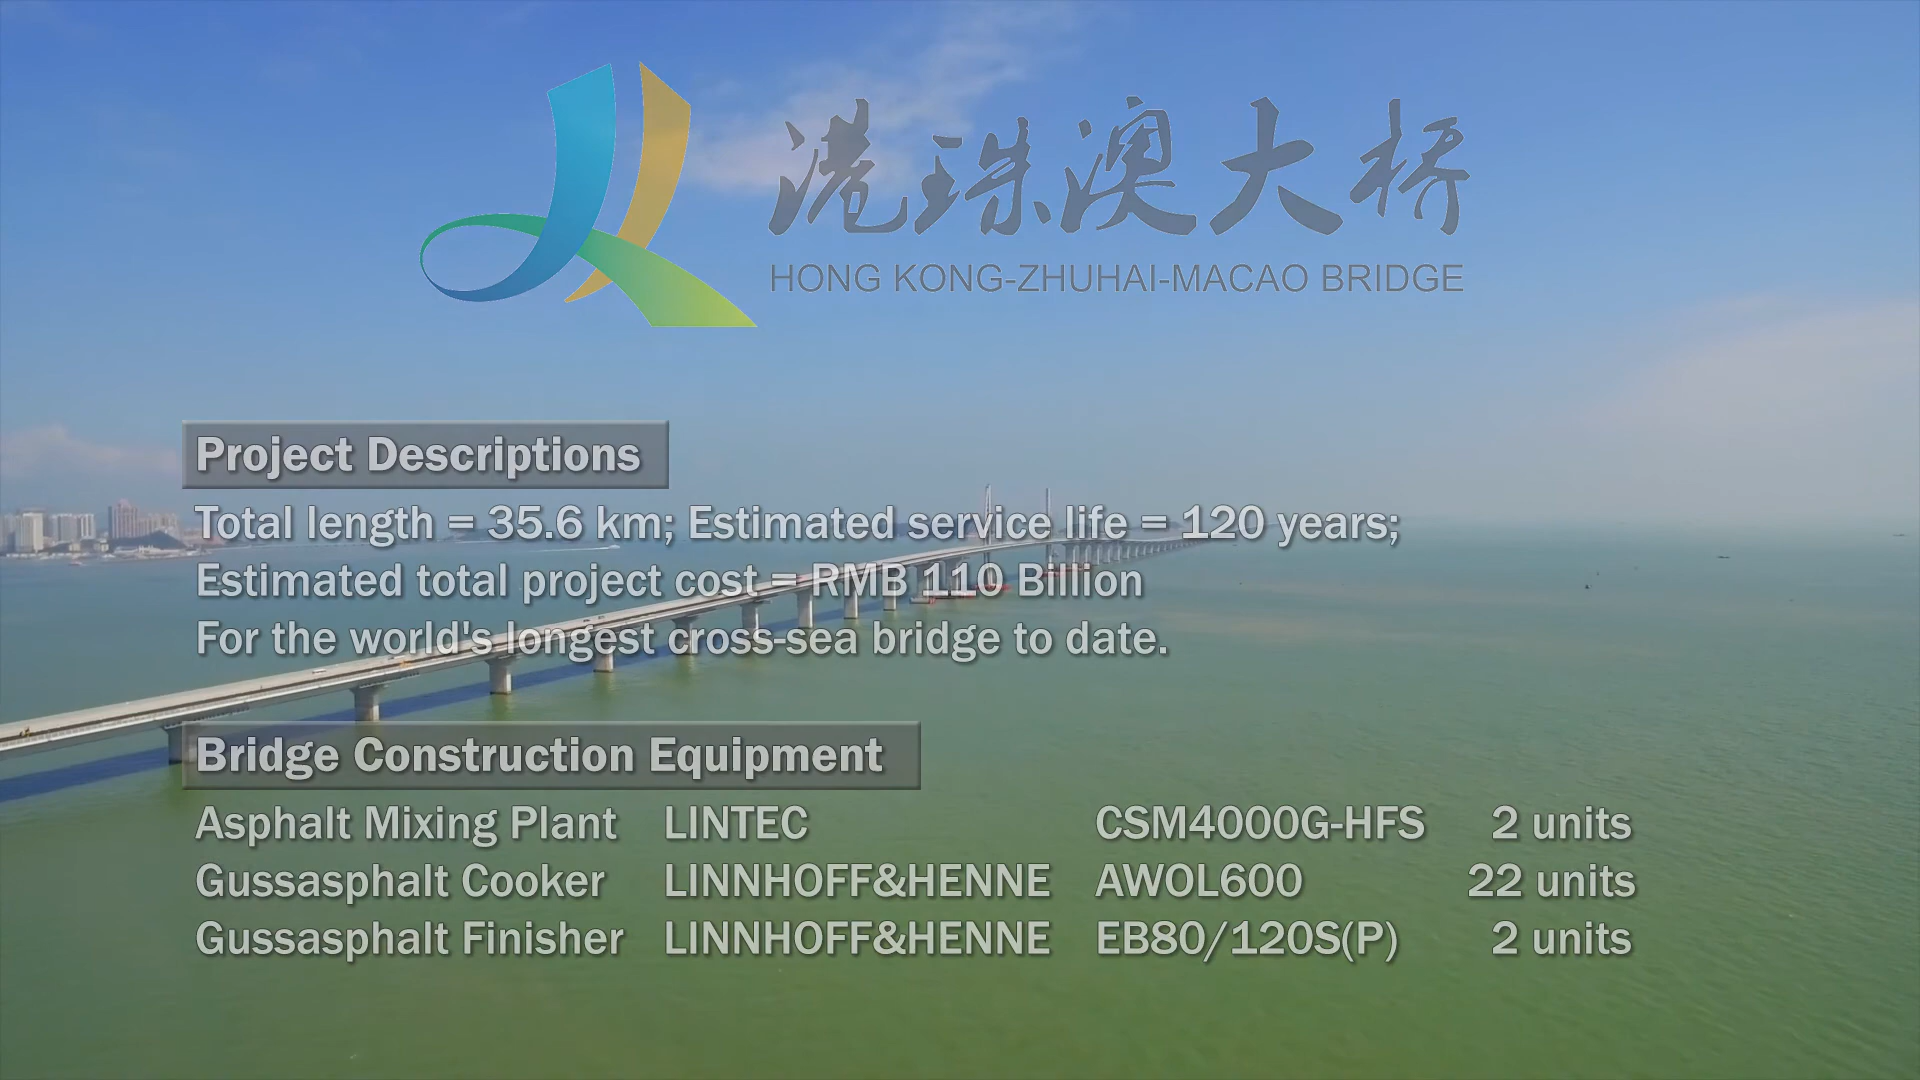 港珠澳大桥
HONG KONG-ZHUHAI-MACAO BRIDGE
Project Descriptions
Total length = 35.6 km; Estimated service life = 120 years;
Estimated total project cost = RMB 110 Billion
For the world's longest cross-sea bridge to date.
Bridge Construction Equipment
Asphalt Mixing Plant LINTEC CSM4000G-HFS 2 units
Gussasphalt Cooker LINNHOFF&HENNE AWOL600 22 units
Gussasphalt Finisher LINNHOFF&HENNE EB80/120S(P) 2 units